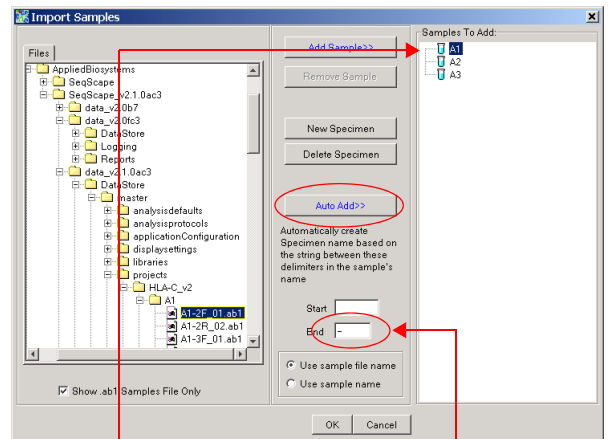 Import Samples
Files
AppliedBiosystems
SeqScape
SeqScape_v2.1.0ac3
data_v2.0b7
data_v2.0fc3
DataStore
Logging
Reports
data_v2.1.0ac3
DataStore
master
analysisdefaults
analysisprotocols
applicationConfiguration
displaysettings
libraries
projects
HLA-C_v2
A1
A1-2F_01.ab1
A1-2R_02.ab1
A1-3F_01.ab1
Show .ab1 Samples File Only
Add Sample>>
Remove Sample
New Specimen
Delete Specimen
Auto Add>>
Automatically create
Specimen name based on
the string between these
delimiters in the sample's
name
Start
End -
Use sample file name
Use sample name
Samples To Add:
A1
A2
A3
OK Cancel